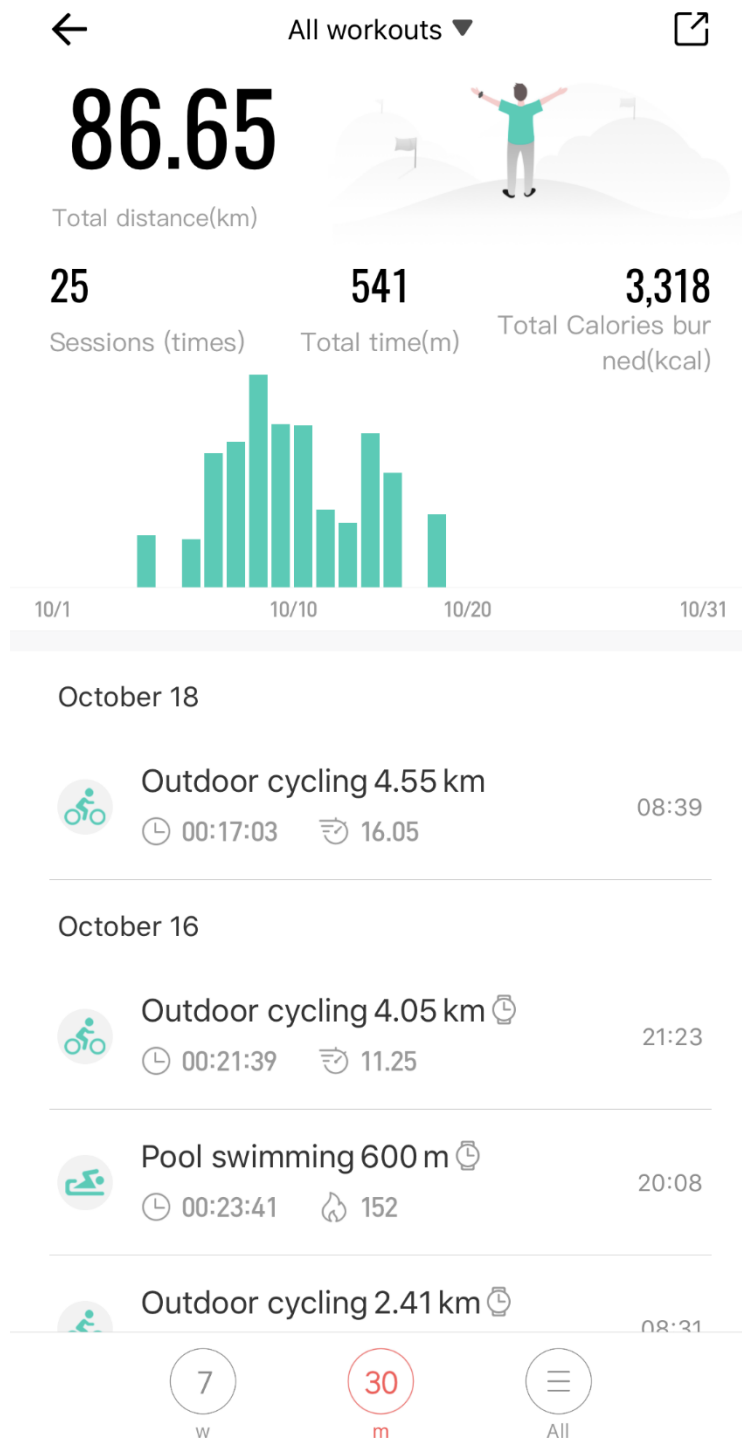 All workouts
86.65
Total distance(km)
25 541 3,318
Sessions (times) Total time(m) Total Calories bur
ned(kcal)
10/1 10/10 10/20 10/31
October 18
Outdoor cycling 4.55 km
08:39
00:17:03 16.05
October 16
Outdoor cycling 4.05 km
21:23
00:21:39 11.25
Pool swimming 600 m
20:08
00:23:41 152
Outdoor cycling 2.41 km
08:31
7 30
w m All